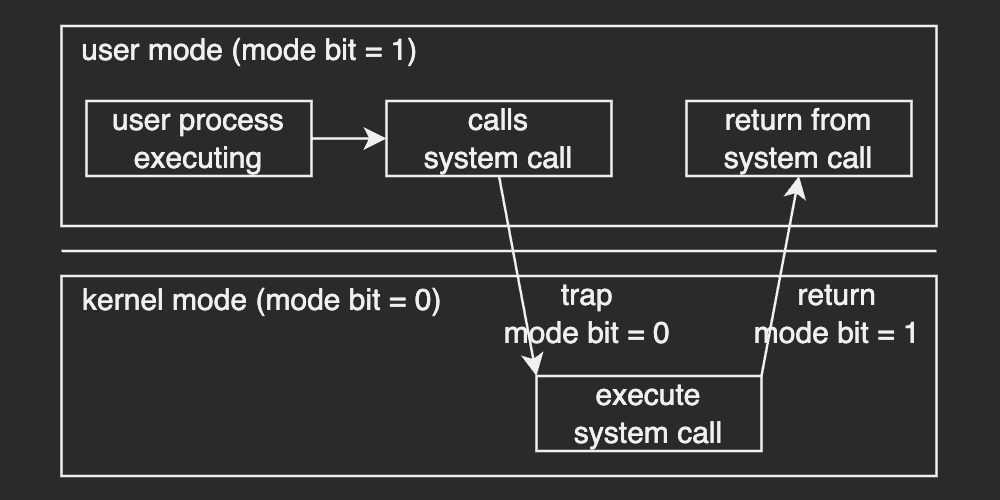 user mode (mode bit = 1)
user process
executing
calls
system call
return from
system call
kernel mode (mode bit = 0)
trap
mode bit = 0
return
mode bit = 1
execute
system call